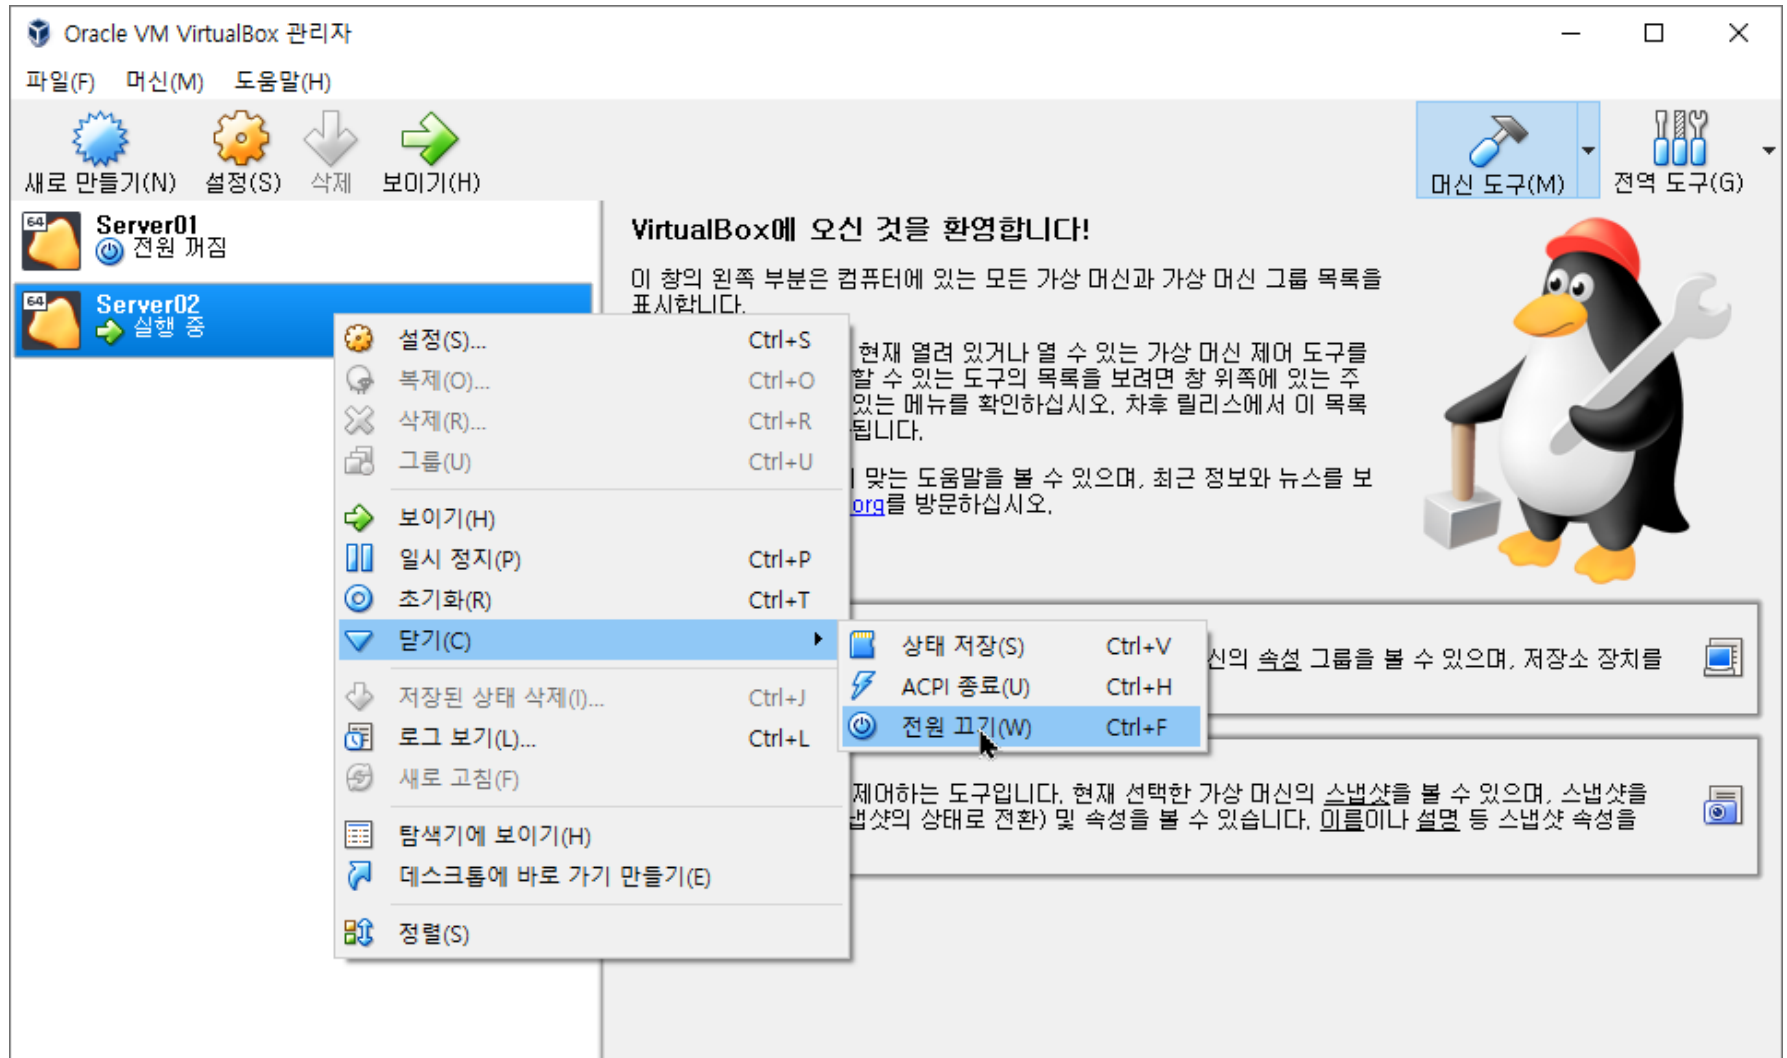 Oracle VM VirtualBox 관리자
파일(F) 머신(M) 도움말(H)
새로 만들기(N) 설정(S) 삭제 보이기(H) 머신 도구(M) 전역 도구(G)
64 Server01
전원 꺼짐
64 Server02
실행 중
VirtualBox에 오신 것을 환영합니다!
이 창의 왼쪽 부분은 컴퓨터에 있는 모든 가상 머신과 가상 머신 그룹 목록을
표시합니다.
현재 열려 있거나 열 수 있는 가상 머신 제어 도구를
할 수 있는 도구의 목록을 보려면 창 위쪽에 있는 주
있는 메뉴를 확인하십시오. 차후 릴리스에서 이 목록
됩니다.
맞는 도움말을 볼 수 있으며, 최근 정보와 뉴스를 보
org를 방문하십시오.
설정(S)... Ctrl+S
복제(O)... Ctrl+O
삭제(R)... Ctrl+R
그룹(U) Ctrl+U
보이기(H)
일시 정지(P) Ctrl+P
초기화(R) Ctrl+T
닫기(C)
저장된 상태 삭제(I)... Ctrl+J
로그 보기(L)... Ctrl+L
새로 고침(F)
탐색기에 보이기(H)
데스크톱에 바로 가기 만들기(E)
정렬(S)
상태 저장(S) Ctrl+V
ACPI 종료(U) Ctrl+H
전원 끄기(W) Ctrl+F
신의 속성 그룹을 볼 수 있으며, 저장소 장치를
제어하는 도구입니다. 현재 선택한 가상 머신의 스냅샷을 볼 수 있으며, 스냅샷을
냅샷의 상태로 전환) 및 속성을 볼 수 있습니다. 이름이나 설명 등 스냅샷 속성을